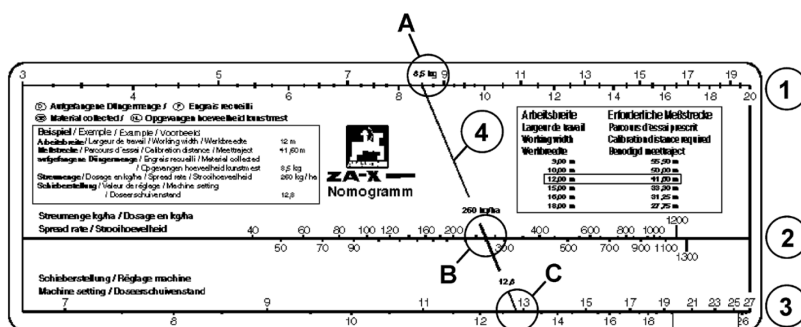 A
3 4 5 6 7 8 8,5 kg 9 10 11 12 13 14 15 16 17 18 19 20
1
D Aufgefangene Düngermenge / F Engrais recueilli
GB Material collected / NL Opgevangen hoeveelheid kunstmest
Beispiel / Exemple / Example / Voorbeeld
Arbeitsbreite / Largeur de travail / Working width / Werkbreedte 12 m
Meßstrecke / Parcours d'essai / Calibration distance / Meettraject 41,60 m
aufgefangene Düngermenge / Engrais recueilli / Material collected
/ Opgevangen hoeveelheid kunstmest 8,5 kg
Streumenge / Dosage en kg/ha / Spread rate / Strooihoeveelheid 260 kg/ha
Schieberstellung / Valeur de réglage / Machine setting
/ Doseerschuivenstand 12,8
ZA-X
Nomogramm
4
Arbeitsbreite Erforderliche Meßstrecke
Largeur de travail Parcours d'essai prescrit
Working width Calibration distance required
Werkbreedte Benodigd meettraject
9,00 m 55,50 m
10,00 m 50,00 m
12,00 m 41,60 m
15,00 m 33,30 m
16,00 m 31,25 m
18,00 m 27,75 m
260 kg/ha
Streumenge kg/ha / Dosage en kg/ha
Spread rate / Strooihoevelheid
40 60 80 100 120 160 200 400 600 800 1000 1200
50 70 90 300 500 700 900 1100 1300
2
B
C
12,8
Schieberstellung / Réglage machine
Machine setting / Doseerschuivenstand
7 9 11 13 15 17 19 21 23 25 27
8 10 12 14 16 18 26
3